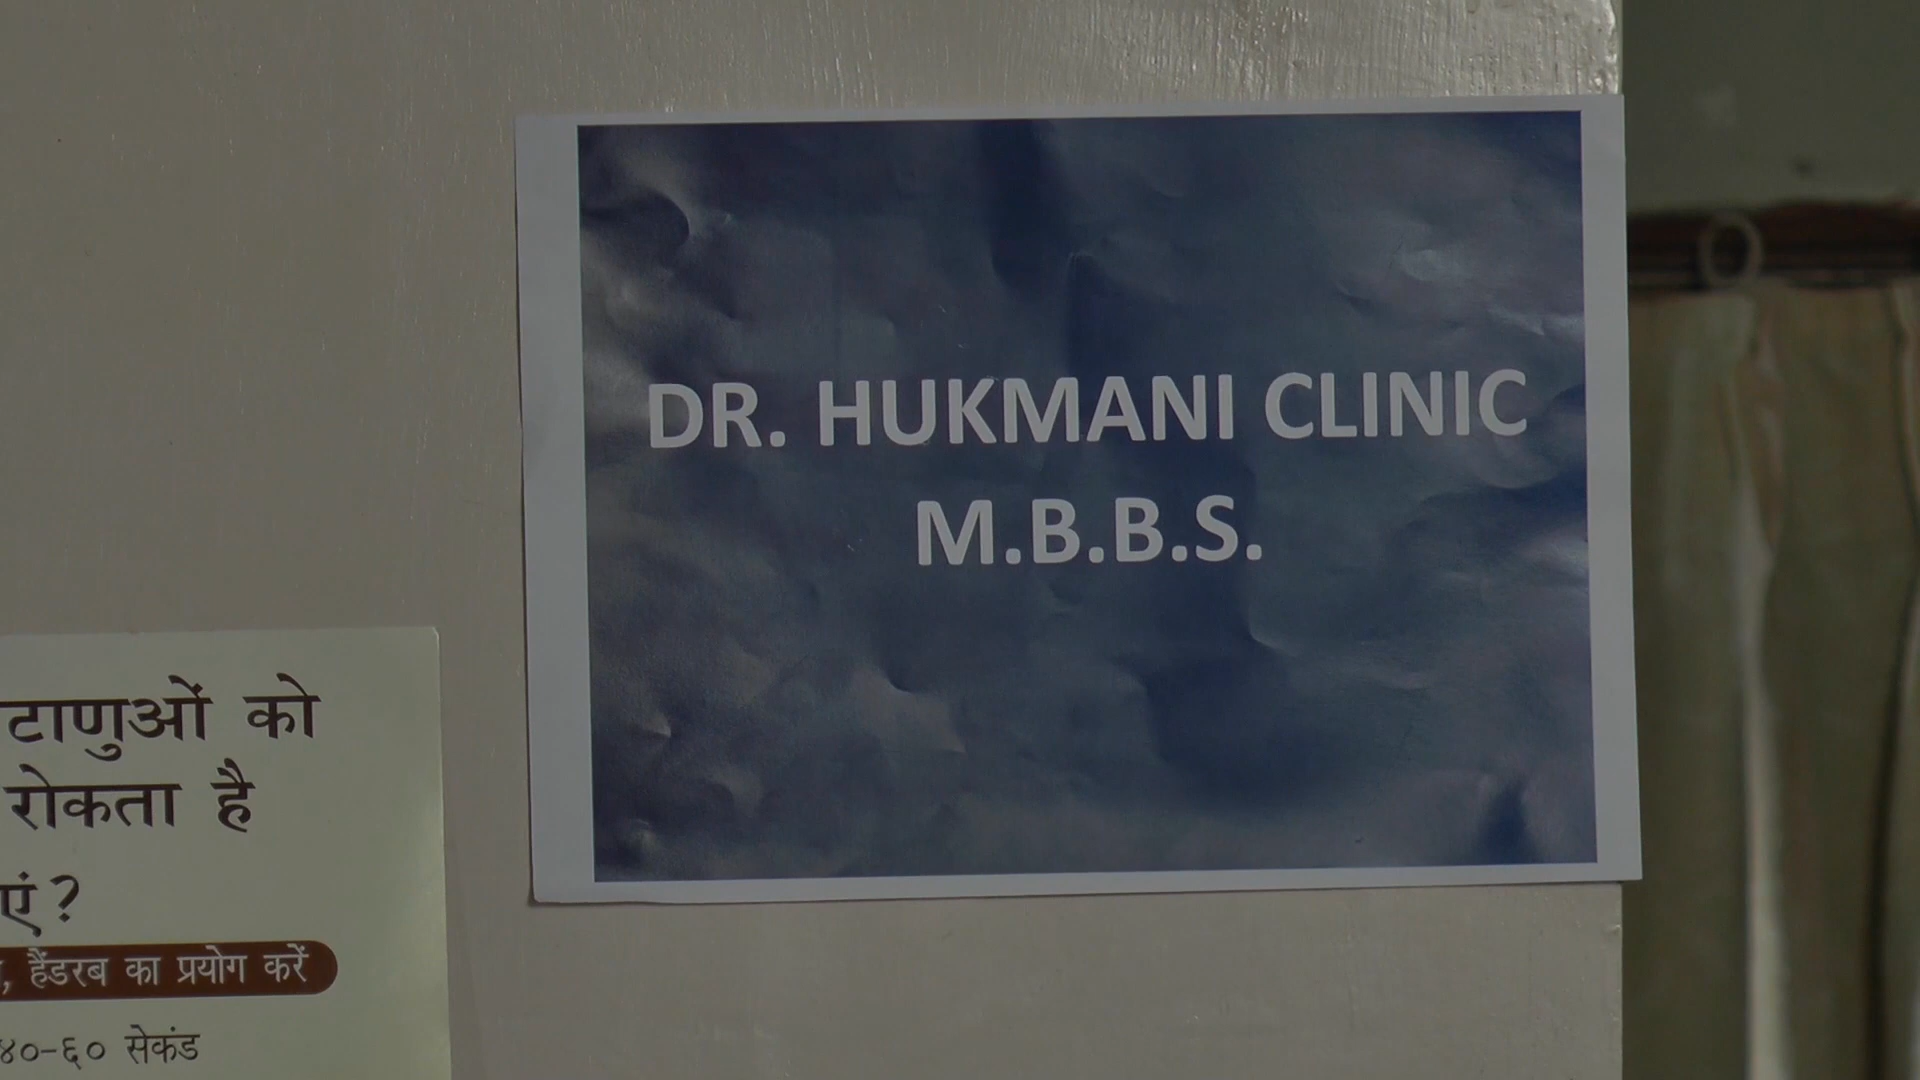 DR. HUKMANI CLINIC
M.B.B.S.
टाणुओं को
रोकता है
एं?
, हैंडरब का प्रयोग करें
४०-६० सेकंड